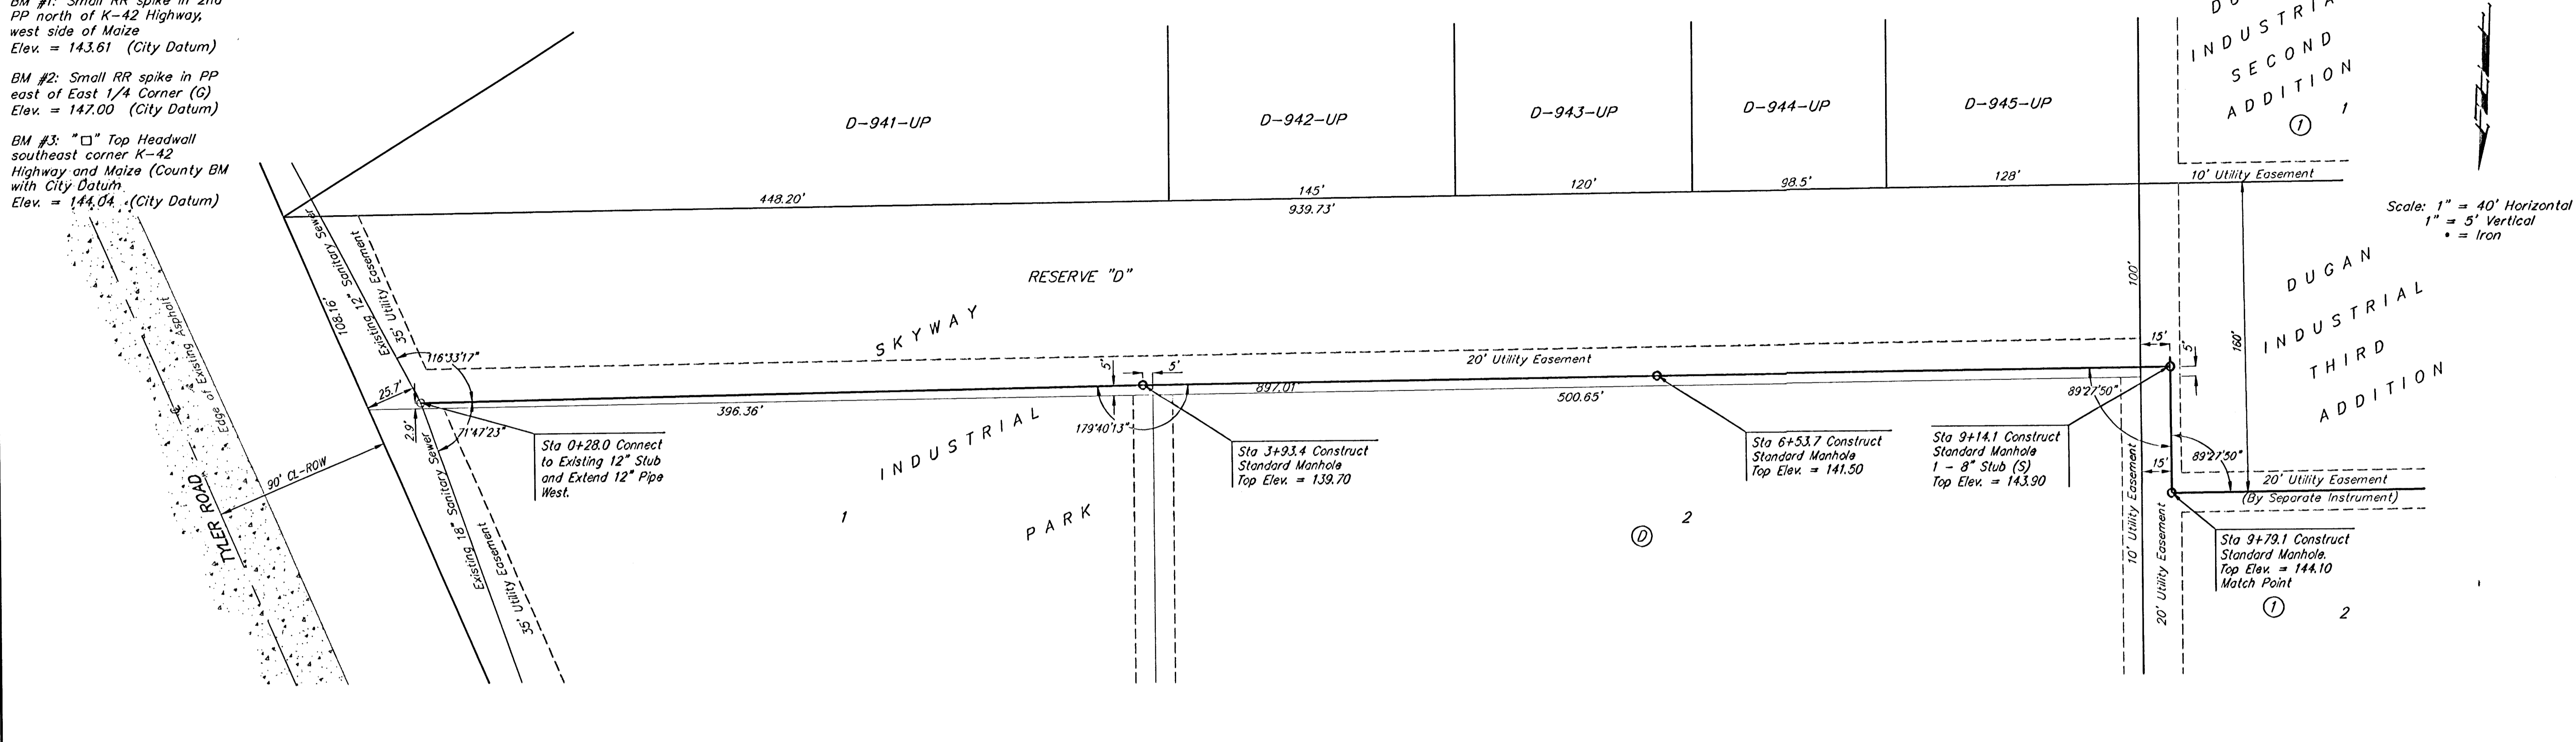 BM #1: Small RR spike in 2nd
PP north of K-42 Highway,
west side of Maize
Elev. = 143.61 (City Datum)
BM #2: Small RR spike in PP
east of East 1/4 Corner (G)
Elev. = 147.00 (City Datum)
BM #3: "□" Top Headwall
southeast corner K-42
Highway and Maize (County BM
with City Datum
Elev. = 144.04 (City Datum)
D-941-UP
D-942-UP
D-943-UP
D-944-UP
D-945-UP
448.20'
145'
120'
98.5'
128'
939.73'
INDUSTRIAL
SECOND
ADDITION
1
1
10' Utility Easement
Scale: 1" = 40' Horizontal
1" = 5' Vertical
• = Iron
RESERVE "D"
SKYWAY
INDUSTRIAL
PARK
DUGAN
INDUSTRIAL
THIRD
ADDITION
100'
160'
Existing 12" Sanitary Sewer
35' Utility Easement
108.16'
Edge of Existing Asphalt
116°33'17"
25.7'
2.9'
71°47'23"
20' Utility Easement
5'
5'
897.01'
396.36'
500.65'
179°40'13"
15'
5'
89°27'50"
15'
89°27'50"
20' Utility Easement
(By Separate Instrument)
Sta 0+28.0 Connect
to Existing 12" Stub
and Extend 12" Pipe
West.
Sta 3+93.4 Construct
Standard Manhole
Top Elev. = 139.70
Sta 6+53.7 Construct
Standard Manhole
Top Elev. = 141.50
Sta 9+14.1 Construct
Standard Manhole
1 - 8" Stub (S)
Top Elev. = 143.90
Sta 9+79.1 Construct
Standard Manhole.
Top Elev. = 144.10
Match Point
90' CL-ROW
TYLER ROAD
Existing 18" Sanitary Sewer
35' Utility Easement
1
D
2
10' Utility Easement
20' Utility Easement
1
2